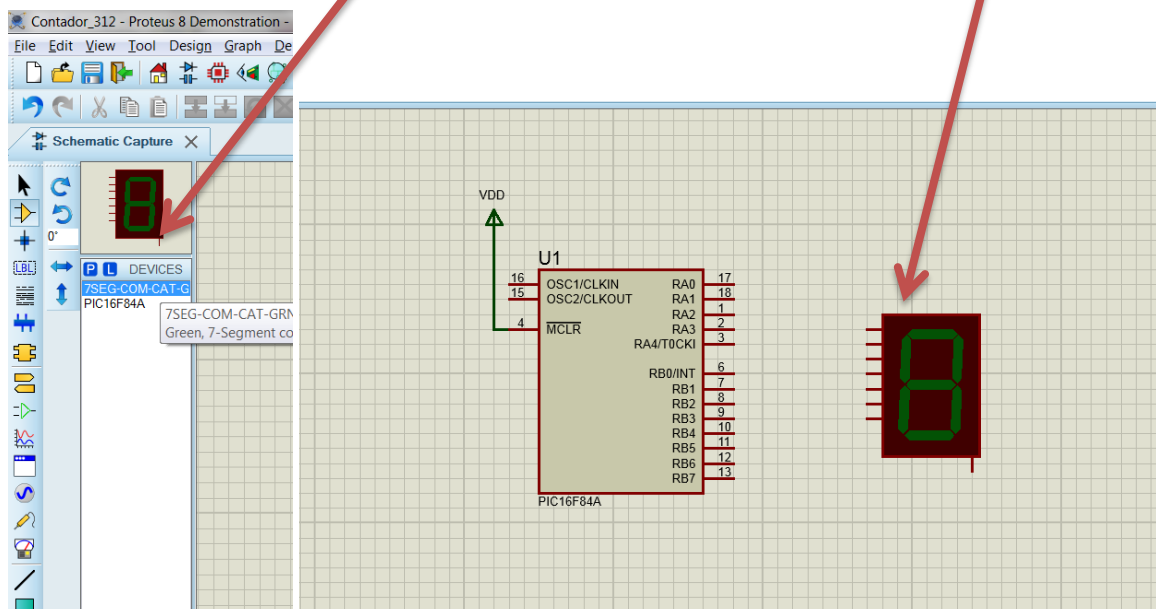 Contador_312 - Proteus 8 Demonstration -
File Edit View Tool Design Graph De
Schematic Capture
0°
LBL
P L DEVICES
7SEG-COM-CAT-G
PIC16F84A
7SEG-COM-CAT-GRN
Green, 7-Segment co
VDD
U1
16 OSC1/CLKIN RA0 17
15 OSC2/CLKOUT RA1 18
RA2 1
4 MCLR RA3 2
RA4/T0CKI 3
RB0/INT 6
RB1 7
RB2 8
RB3 9
RB4 10
RB5 11
RB6 12
RB7 13
PIC16F84A